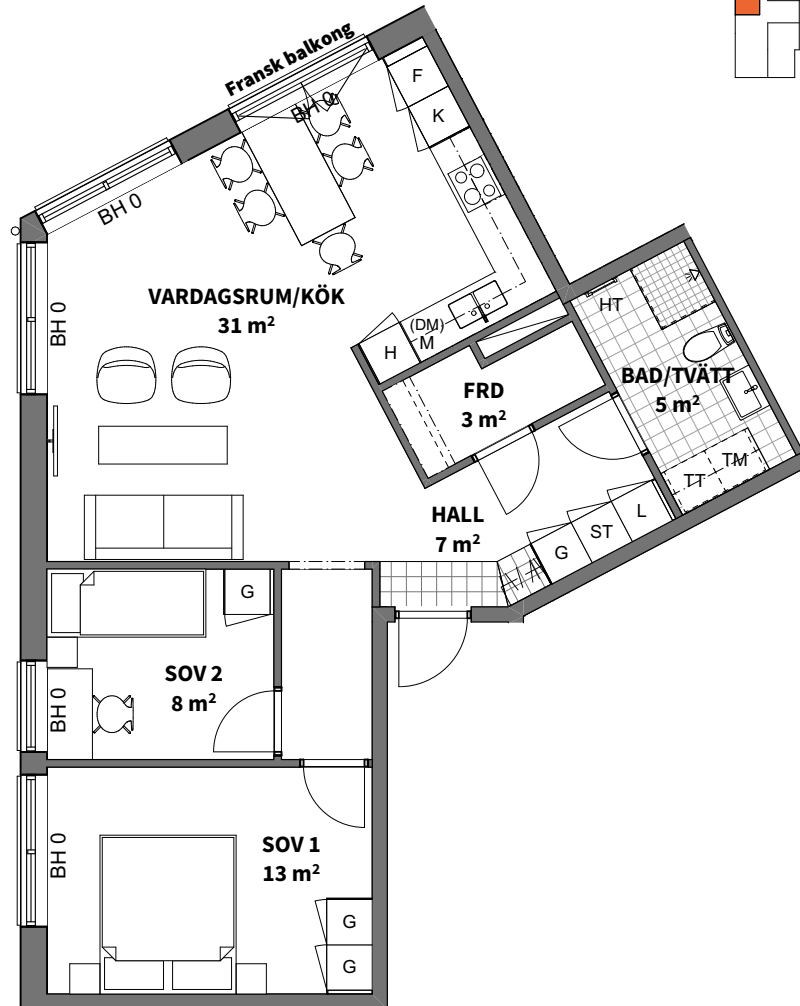 Fransk balkong
BH 0
F
K
BH 0
BH 0
VARDAGSRUM/KÖK
31 m²
(DM)
M
H
HT
FRD
3 m²
BAD/TVÄTT
5 m²
TM
TT
HALL
7 m²
L
ST
G
G
SOV 2
8 m²
BH 0
SOV 1
13 m²
BH 0
G
G